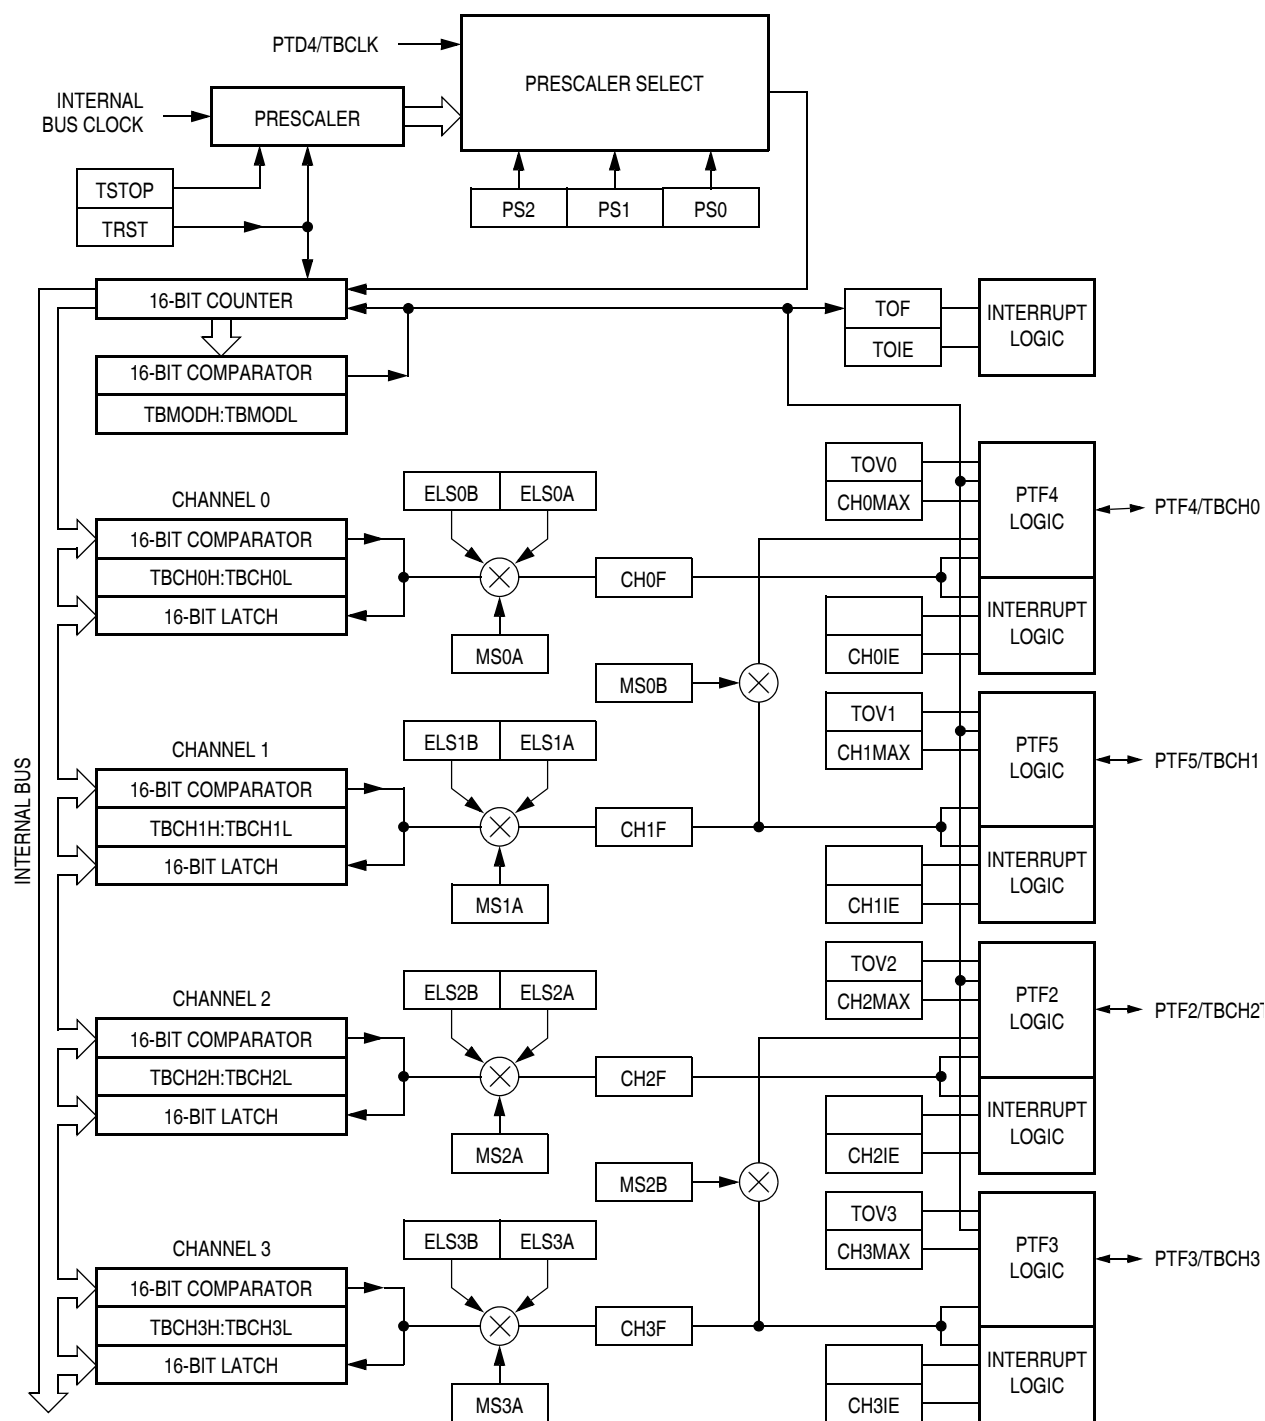 PTD4/TBCLK
PRESCALER SELECT
INTERNAL
BUS CLOCK
PRESCALER
TSTOP
TRST
PS2
PS1
PS0
16-BIT COUNTER
16-BIT COMPARATOR
TBMODH:TBMODL
TOF
TOIE
INTERRUPT
LOGIC
INTERNAL BUS
CHANNEL 0
16-BIT COMPARATOR
TBCH0H:TBCH0L
16-BIT LATCH
ELS0B
ELS0A
MS0A
CH0F
MS0B
TOV0
CH0MAX
PTF4
LOGIC
PTF4/TBCH0
INTERRUPT
LOGIC
CH0IE
CHANNEL 1
16-BIT COMPARATOR
TBCH1H:TBCH1L
16-BIT LATCH
ELS1B
ELS1A
MS1A
CH1F
TOV1
CH1MAX
PTF5
LOGIC
PTF5/TBCH1
INTERRUPT
LOGIC
CH1IE
CHANNEL 2
16-BIT COMPARATOR
TBCH2H:TBCH2L
16-BIT LATCH
ELS2B
ELS2A
MS2A
CH2F
MS2B
TOV2
CH2MAX
PTF2
LOGIC
PTF2/TBCH2T
INTERRUPT
LOGIC
CH2IE
CHANNEL 3
16-BIT COMPARATOR
TBCH3H:TBCH3L
16-BIT LATCH
ELS3B
ELS3A
MS3A
CH3F
TOV3
CH3MAX
PTF3
LOGIC
PTF3/TBCH3
INTERRUPT
LOGIC
CH3IE